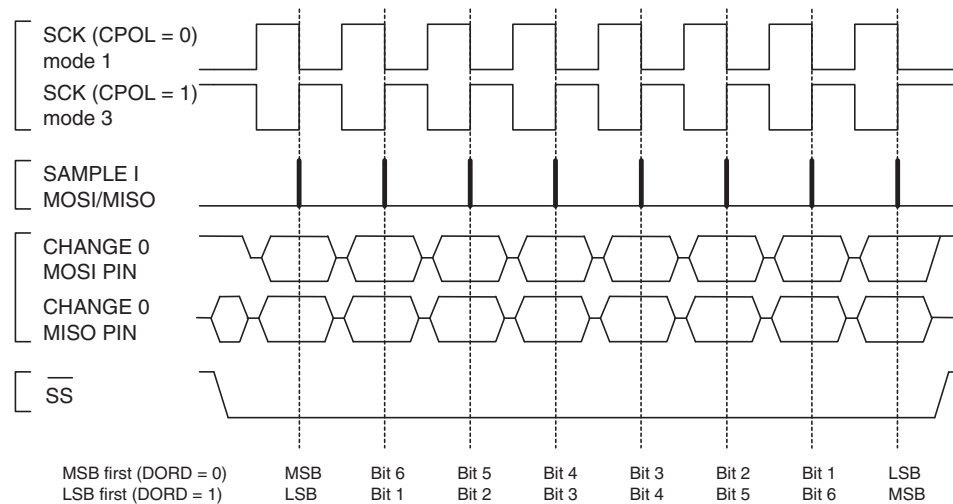 SCK (CPOL = 0)
mode 1
SCK (CPOL = 1)
mode 3
SAMPLE I
MOSI/MISO
CHANGE 0
MOSI PIN
CHANGE 0
MISO PIN
SS
MSB first (DORD = 0) MSB Bit 6 Bit 5 Bit 4 Bit 3 Bit 2 Bit 1 LSB
LSB first (DORD = 1) LSB Bit 1 Bit 2 Bit 3 Bit 4 Bit 5 Bit 6 MSB